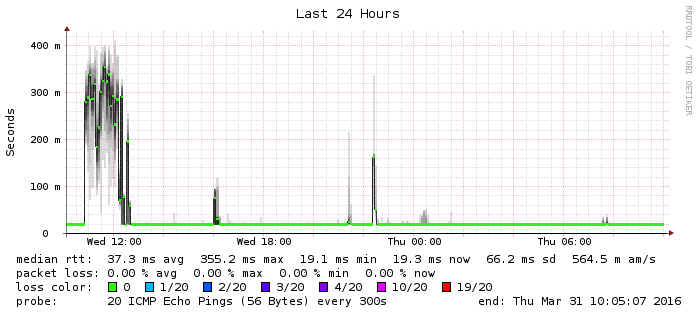 Last 24 Hours
RRDTOOL / TOBI OETIKER
Seconds
400 m
300 m
200 m
100 m
0
Wed 12:00 Wed 18:00 Thu 00:00 Thu 06:00
median rtt: 37.3 ms avg 355.2 ms max 19.1 ms min 19.3 ms now 66.2 ms sd 564.5 m am/s
packet loss: 0.00 % avg 0.00 % max 0.00 % min 0.00 % now
loss color: 0 1/20 2/20 3/20 4/20 10/20 19/20
probe: 20 ICMP Echo Pings (56 Bytes) every 300s end: Thu Mar 31 10:05:07 2016